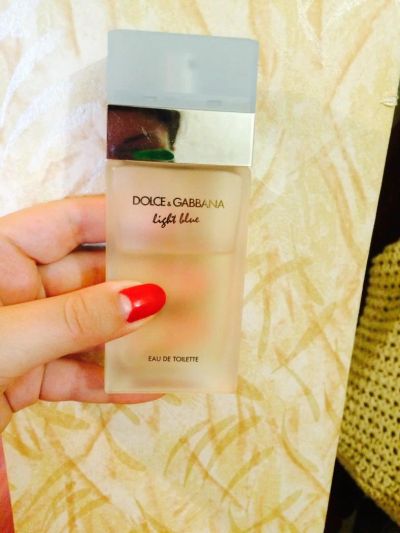 DOLCE & GABBANA
light blue
EAU DE TOILETTE